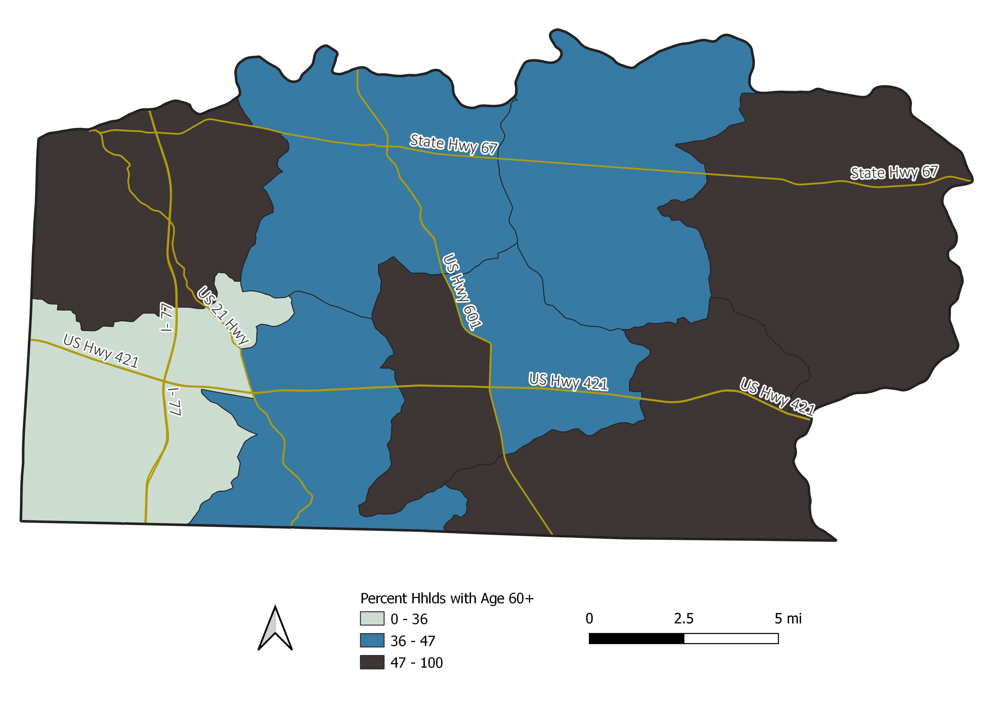 State Hwy 67
State Hwy 67
US Hwy 601
US 21 Hwy
I- 77
US Hwy 421
US Hwy 421
US Hwy 421
I- 77
Percent Hhlds with Age 60+
0 - 36
36 - 47
47 - 100
0 2.5 5 mi